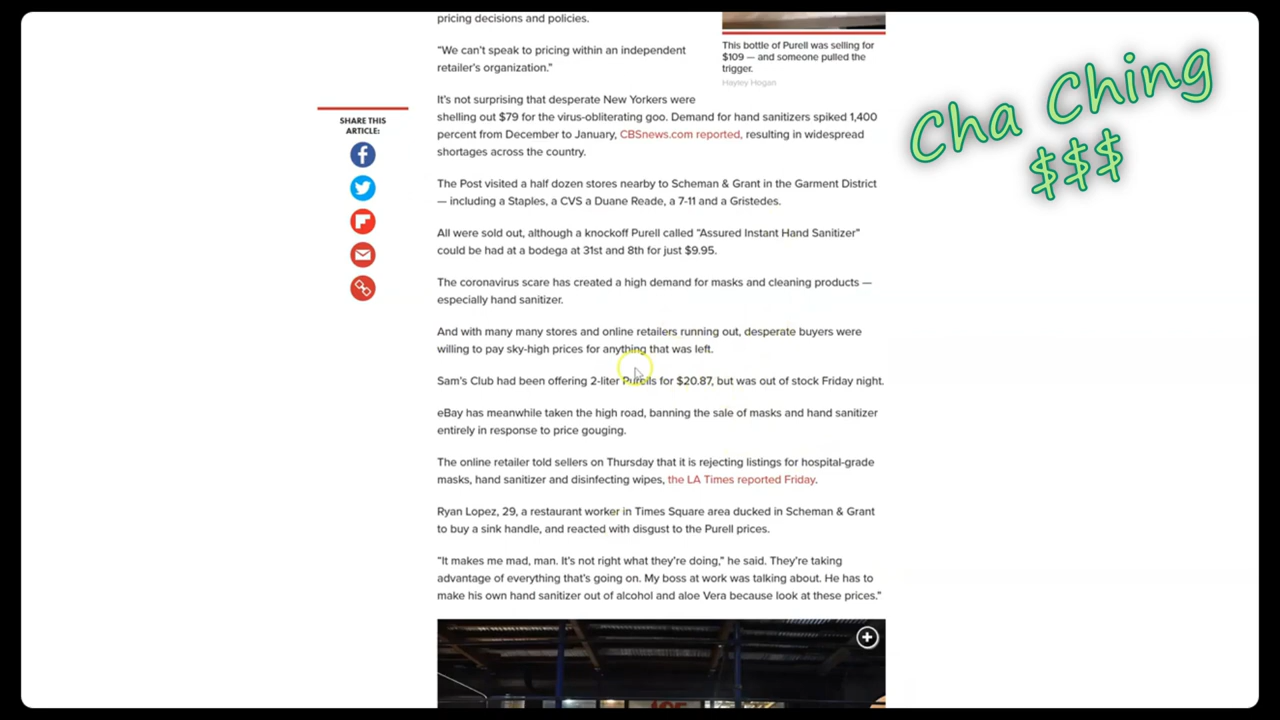 pricing decisions and policies.
“We can’t speak to pricing within an independent
retailer’s organization.”
It’s not surprising that desperate New Yorkers were
shelling out $79 for the virus-obliterating goo. Demand for hand sanitizers spiked 1,400
percent from December to January, CBSnews.com reported, resulting in widespread
shortages across the country.
The Post visited a half dozen stores nearby to Scheman & Grant in the Garment District
— including a Staples, a CVS a Duane Reade, a 7-11 and a Gristedes.
All were sold out, although a knockoff Purell called “Assured Instant Hand Sanitizer”
could be had at a bodega at 31st and 8th for just $9.95.
The coronavirus scare has created a high demand for masks and cleaning products —
especially hand sanitizer.
And with many many stores and online retailers running out, desperate buyers were
willing to pay sky-high prices for anything that was left.
Sam’s Club had been offering 2-liter Purells for $20.87, but was out of stock Friday night.
eBay has meanwhile taken the high road, banning the sale of masks and hand sanitizer
entirely in response to price gouging.
The online retailer told sellers on Thursday that it is rejecting listings for hospital-grade
masks, hand sanitizer and disinfecting wipes, the LA Times reported Friday.
Ryan Lopez, 29, a restaurant worker in Times Square area ducked in Scheman & Grant
to buy a sink handle, and reacted with disgust to the Purell prices.
“It makes me mad, man. It’s not right what they’re doing,” he said. They’re taking
advantage of everything that’s going on. My boss at work was talking about. He has to
make his own hand sanitizer out of alcohol and aloe Vera because look at these prices.”
This bottle of Purell was selling for
$109 — and someone pulled the
trigger.
Hayley Hogan
SHARE THIS
ARTICLE:
Cha Ching
$$$